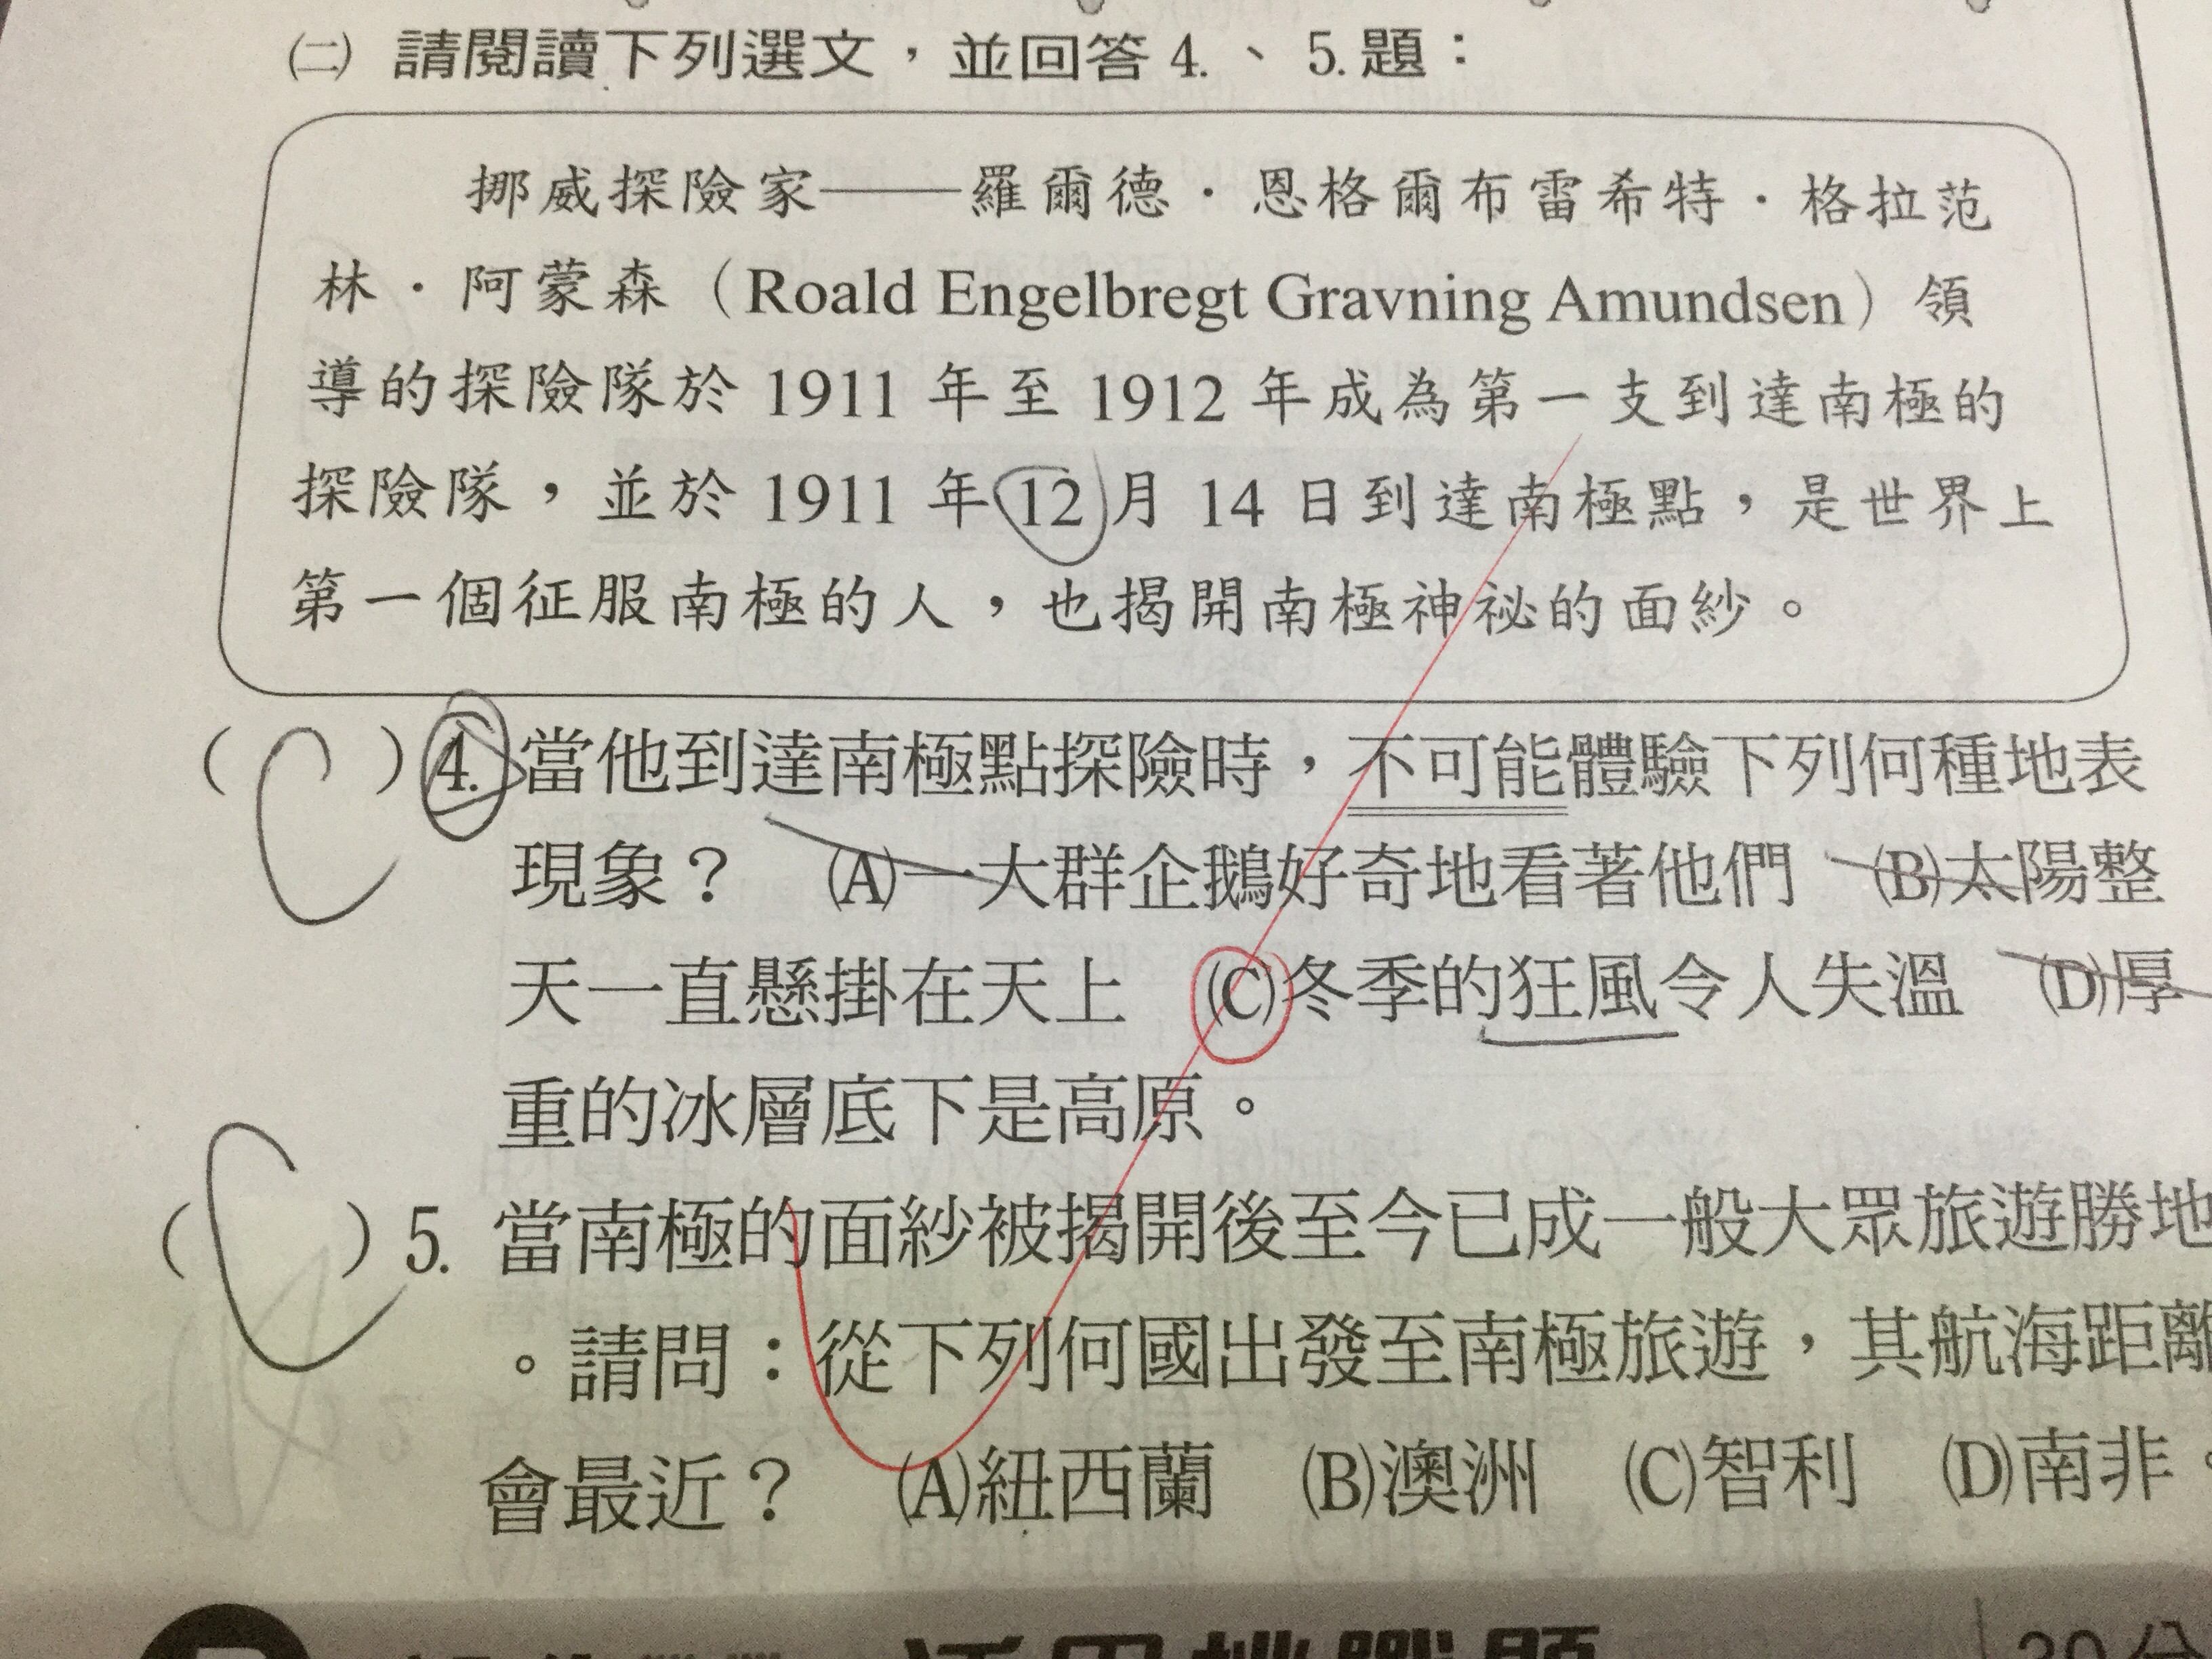 ㈡ 請閱讀下列選文，並回答 4.、5.題：
挪威探險家——羅爾德．恩格爾布雷希特．格拉范
林．阿蒙森（Roald Engelbregt Gravning Amundsen）領
導的探險隊於 1911 年至 1912 年成為第一支到達南極的
探險隊，並於 1911 年 12 月 14 日到達南極點，是世界上
第一個征服南極的人，也揭開南極神祕的面紗。
（C）4. 當他到達南極點探險時，不可能體驗下列何種地表
現象？ (A)一大群企鵝好奇地看著他們 (B)太陽整
天一直懸掛在天上 (C)冬季的狂風令人失溫 (D)厚
重的冰層底下是高原。
（C）5. 當南極的面紗被揭開後至今已成一般大眾旅遊勝地
。請問：從下列何國出發至南極旅遊，其航海距離
會最近？ (A)紐西蘭 (B)澳洲 (C)智利 (D)南非。